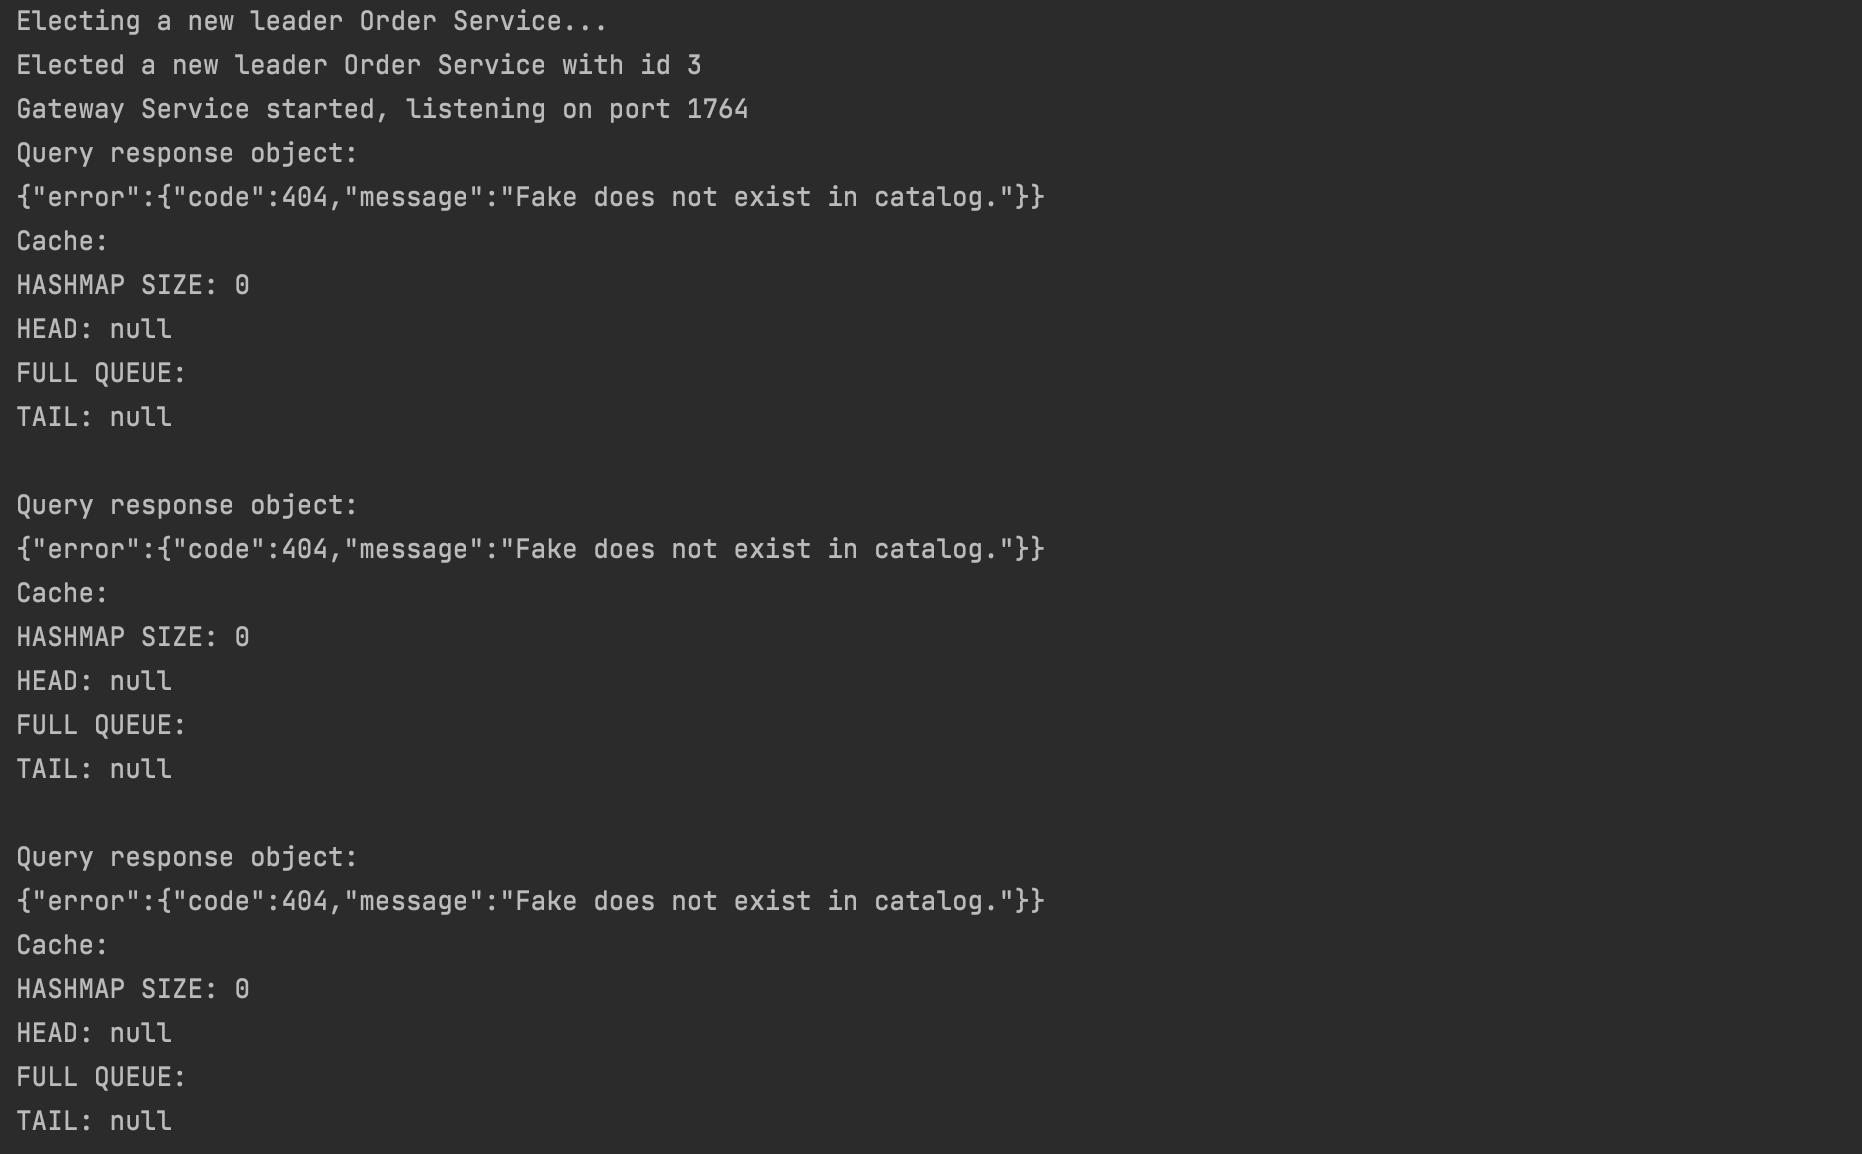 Electing a new leader Order Service...
Elected a new leader Order Service with id 3
Gateway Service started, listening on port 1764
Query response object:
{"error":{"code":404,"message":"Fake does not exist in catalog."}}
Cache:
HASHMAP SIZE: 0
HEAD: null
FULL QUEUE:
TAIL: null

Query response object:
{"error":{"code":404,"message":"Fake does not exist in catalog."}}
Cache:
HASHMAP SIZE: 0
HEAD: null
FULL QUEUE:
TAIL: null

Query response object:
{"error":{"code":404,"message":"Fake does not exist in catalog."}}
Cache:
HASHMAP SIZE: 0
HEAD: null
FULL QUEUE:
TAIL: null